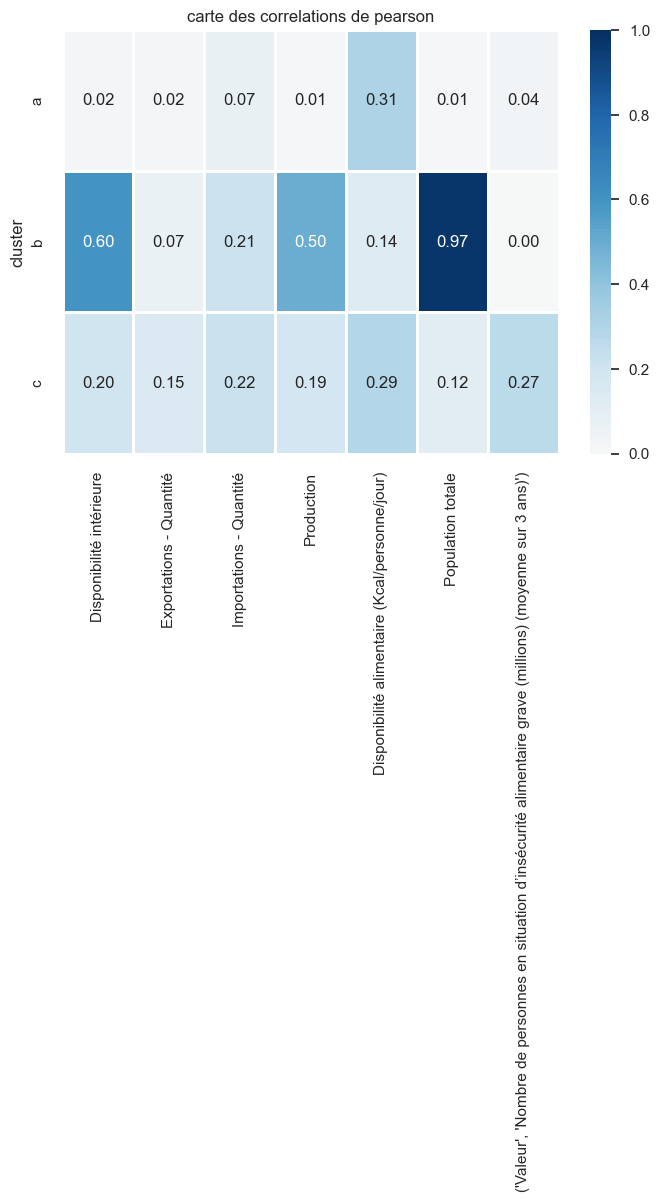 carte des correlations de pearson
cluster
a
0.02 0.02 0.07 0.01 0.31 0.01 0.04
b
0.60 0.07 0.21 0.50 0.14 0.97 0.00
c
0.20 0.15 0.22 0.19 0.29 0.12 0.27
Disponibilité intérieure
Exportations - Quantité
Importations - Quantité
Production
Disponibilité alimentaire (Kcal/personne/jour)
Population totale
('Valeur', 'Nombre de personnes en situation d’insécurité alimentaire grave (millions) (moyenne sur 3 ans)')
1.0
0.8
0.6
0.4
0.2
0.0